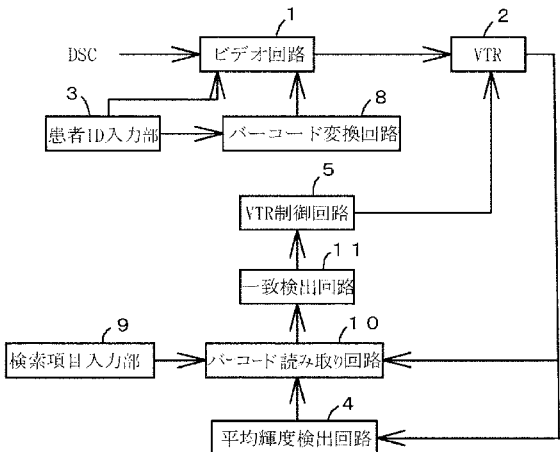 1
2
DSC
ビデオ回路
VTR
3
8
患者ID入力部
バーコード変換回路
5
VTR制御回路
11
一致検出回路
9
10
検索項目入力部
バーコード読み取り回路
4
平均輝度検出回路